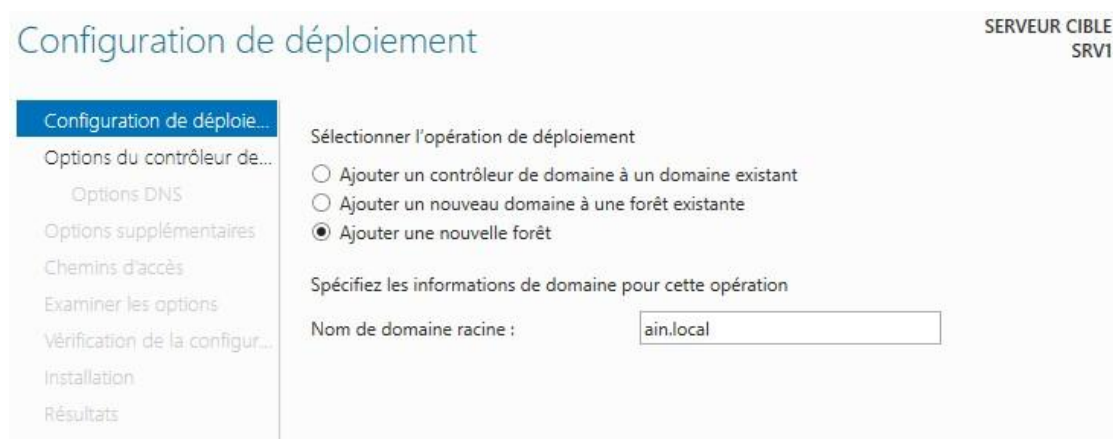 Configuration de déploiement
SERVEUR CIBLE
SRV1
Configuration de déploie...
Options du contrôleur de...
Options DNS
Options supplémentaires
Chemins d'accès
Examiner les options
Vérification de la configur...
Installation
Résultats
Sélectionner l'opération de déploiement
Ajouter un contrôleur de domaine à un domaine existant
Ajouter un nouveau domaine à une forêt existante
Ajouter une nouvelle forêt
Spécifiez les informations de domaine pour cette opération
Nom de domaine racine : ain.local